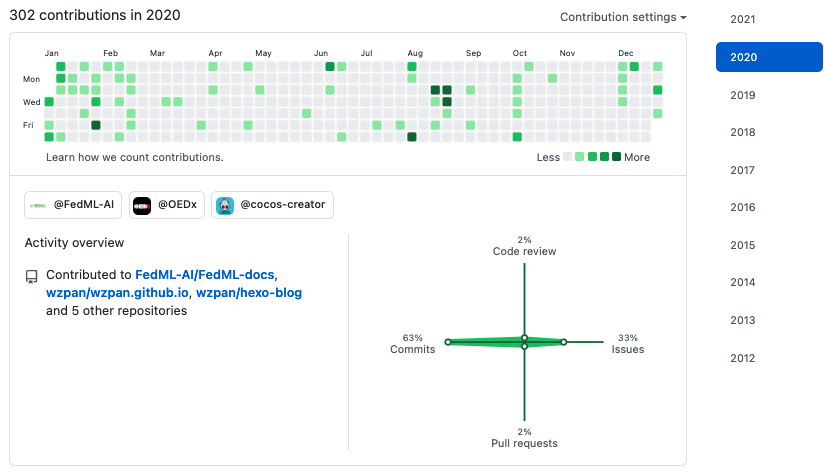 302 contributions in 2020
Contribution settings
Jan Feb Mar Apr May Jun Jul Aug Sep Oct Nov Dec
Mon
Wed
Fri
Learn how we count contributions.
Less More
@FedML-AI @OEDx @cocos-creator
Activity overview
Contributed to FedML-AI/FedML-docs,
wzpan/wzpan.github.io, wzpan/hexo-blog
and 5 other repositories
2%
Code review
63%
Commits
33%
Issues
2%
Pull requests
2021
2020
2019
2018
2017
2016
2015
2014
2013
2012